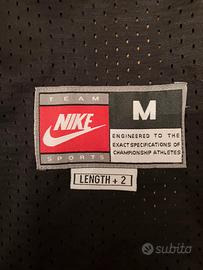 TEAM
NIKE
SPORTS
M
ENGINEERED TO THE
EXACT SPECIFICATIONS OF
CHAMPIONSHIP ATHLETES
LENGTH + 2
subito